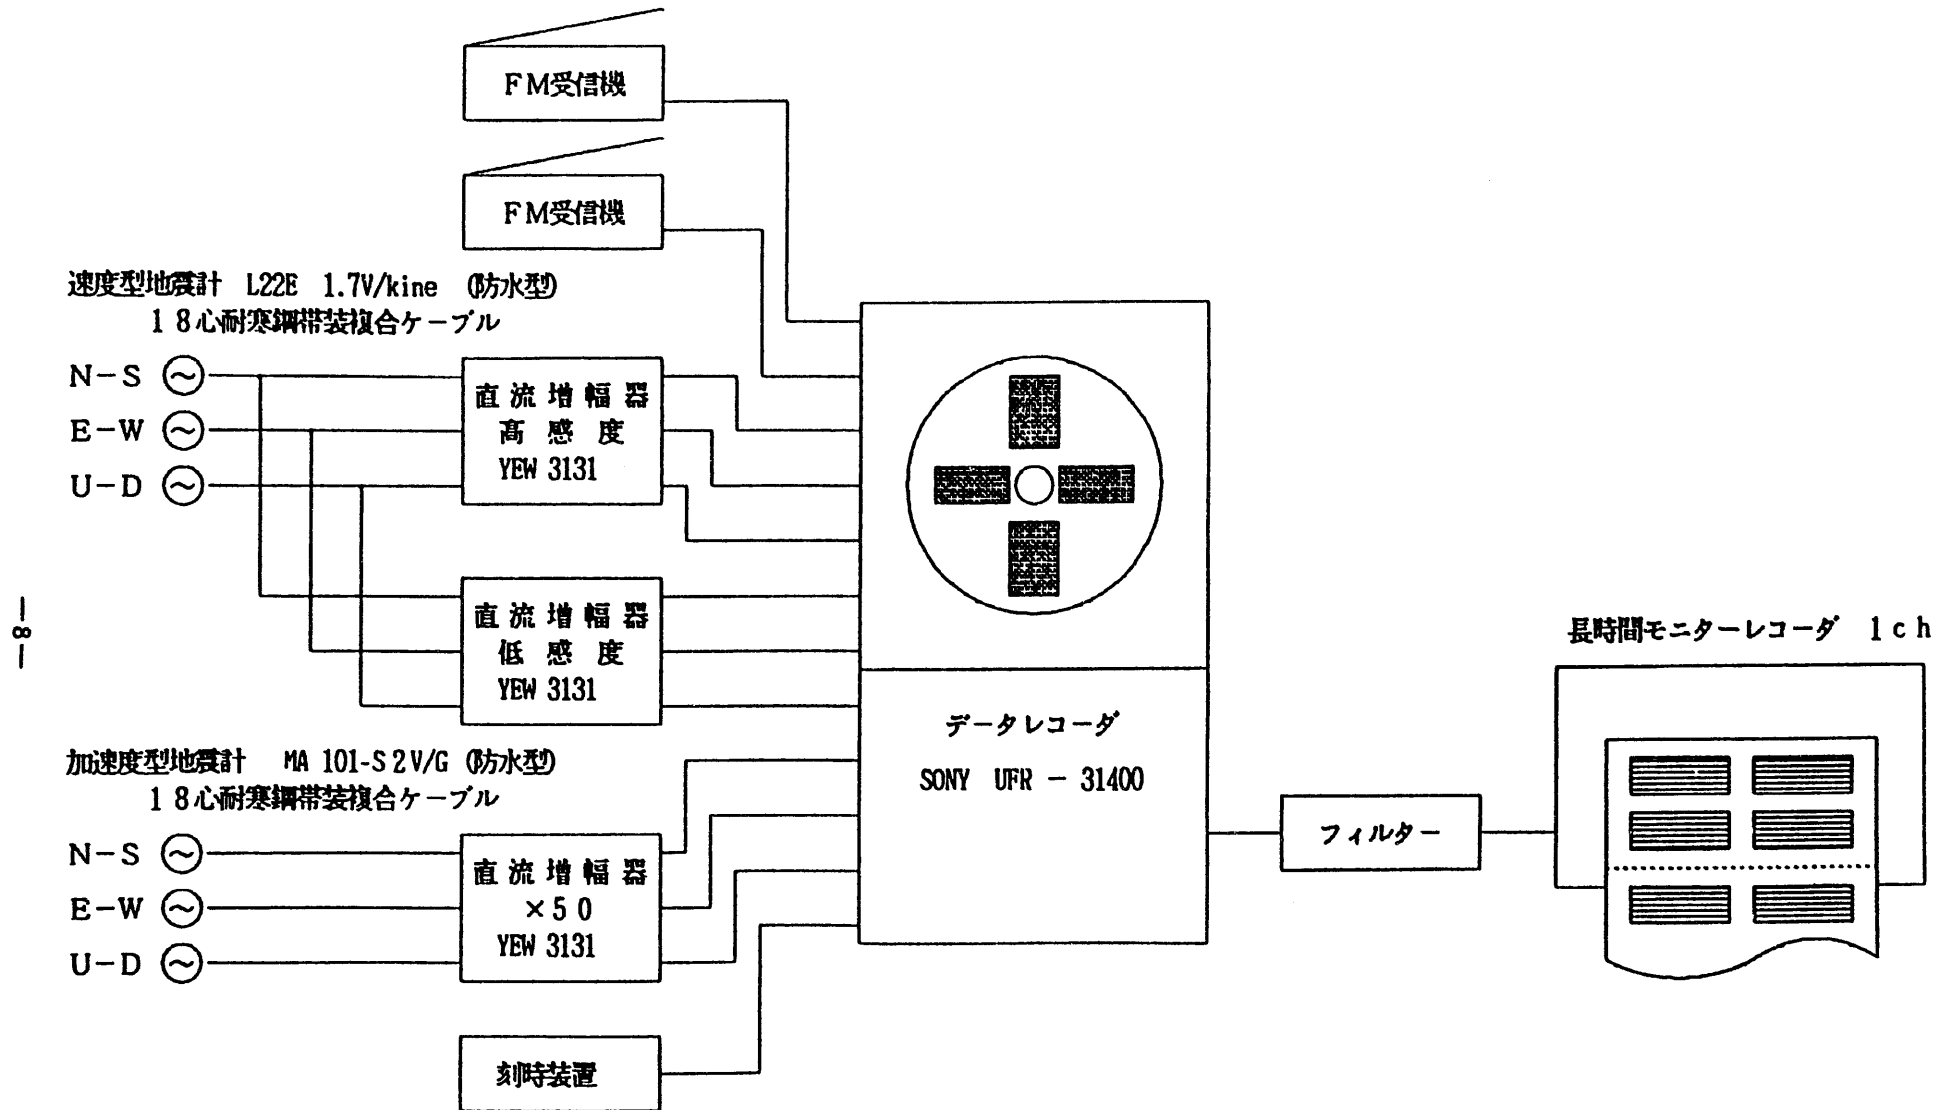 FM受信機
FM受信機
速度型地震計 L22E 1.7V/kine (防水型)
18心耐寒鋼帯装複合ケーブル
N-S
E-W
U-D
直流増幅器
高感度
YEW 3131
直流増幅器
低感度
YEW 3131
加速度型地震計 MA 101-S 2V/G (防水型)
18心耐寒鋼帯装複合ケーブル
N-S
E-W
U-D
直流増幅器
×50
YEW 3131
刻時装置
データレコーダ
SONY UFR - 31400
フィルター
長時間モニターレコーダ 1ch
-8-